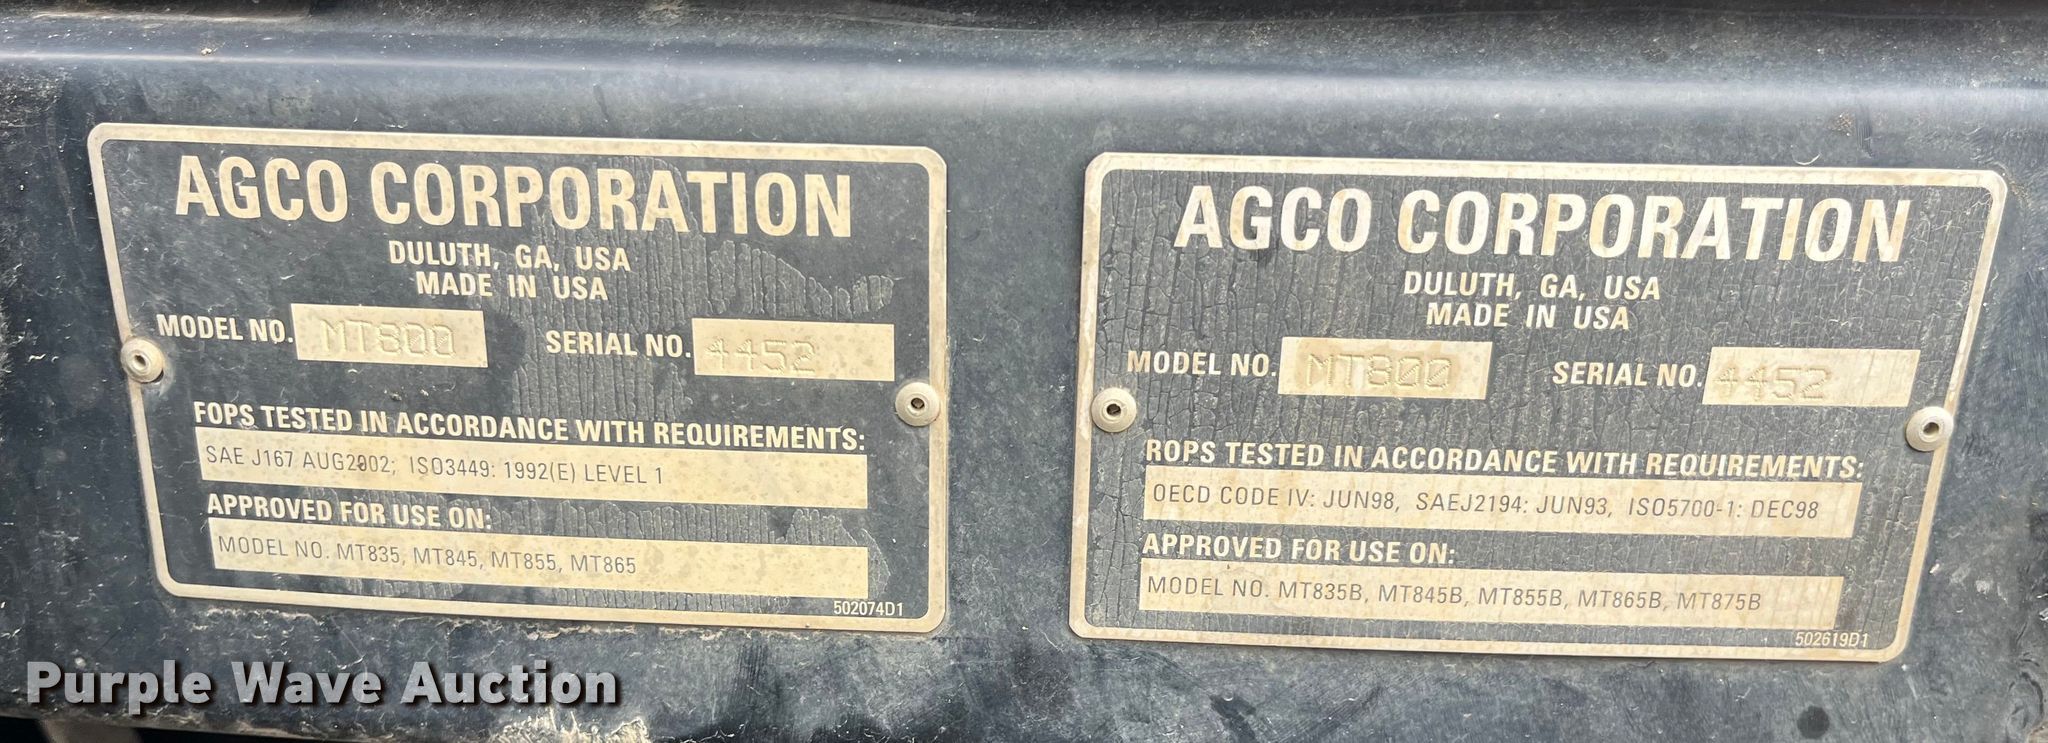 AGCO CORPORATION
DULUTH, GA, USA
MADE IN USA
MODEL NO. MT800 SERIAL NO. 4452
FOPS TESTED IN ACCORDANCE WITH REQUIREMENTS:
SAE J167 AUG2002; ISO3449: 1992(E) LEVEL 1
APPROVED FOR USE ON:
MODEL NO. MT835, MT845, MT855, MT865
502074D1
AGCO CORPORATION
DULUTH, GA, USA
MADE IN USA
MODEL NO. MT800 SERIAL NO. 4452
ROPS TESTED IN ACCORDANCE WITH REQUIREMENTS:
OECD CODE IV: JUN98, SAEJ2194: JUN93, ISO5700-1: DEC98
APPROVED FOR USE ON:
MODEL NO. MT835B, MT845B, MT855B, MT865B, MT875B
502619D1
Purple Wave Auction